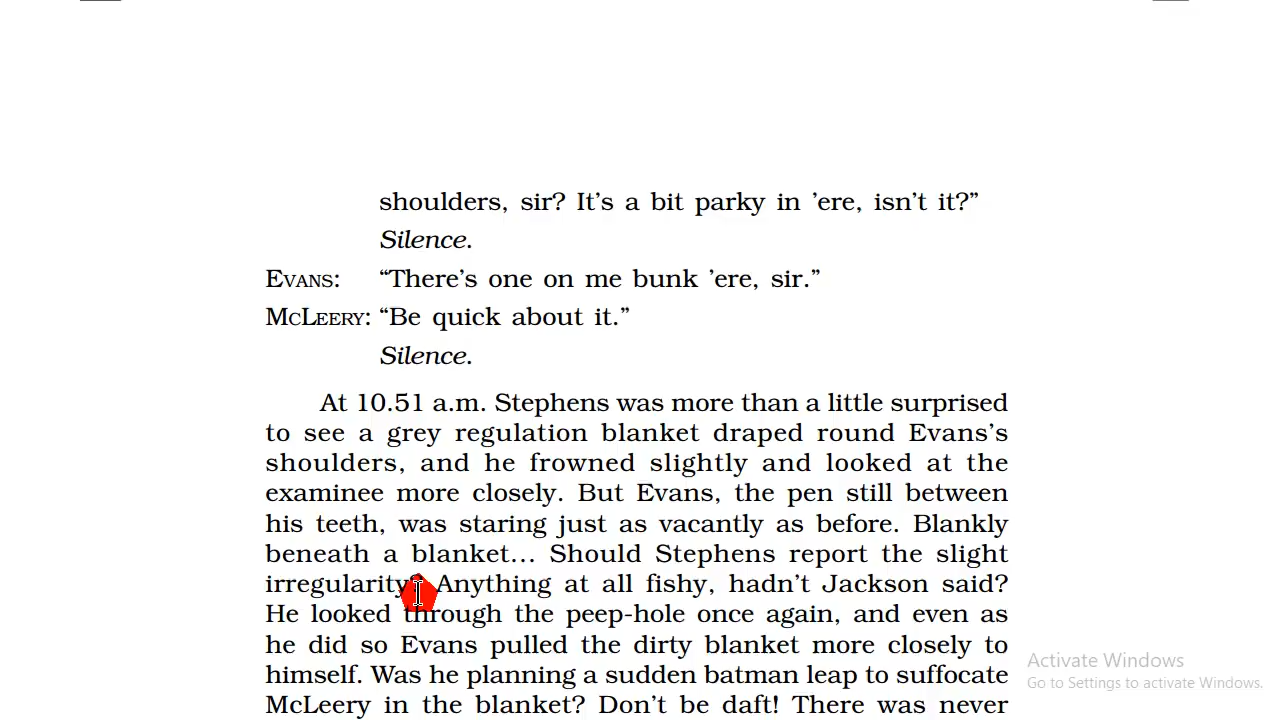 shoulders, sir? It’s a bit parky in ’ere, isn’t it?”
Silence.
EVANS: “There’s one on me bunk ’ere, sir.”
MCLEERY: “Be quick about it.”
Silence.
At 10.51 a.m. Stephens was more than a little surprised
to see a grey regulation blanket draped round Evans’s
shoulders, and he frowned slightly and looked at the
examinee more closely. But Evans, the pen still between
his teeth, was staring just as vacantly as before. Blankly
beneath a blanket... Should Stephens report the slight
irregularity? Anything at all fishy, hadn’t Jackson said?
He looked through the peep-hole once again, and even as
he did so Evans pulled the dirty blanket more closely to
himself. Was he planning a sudden batman leap to suffocate
McLeery in the blanket? Don’t be daft! There was never
Activate Windows
Go to Settings to activate Windows.